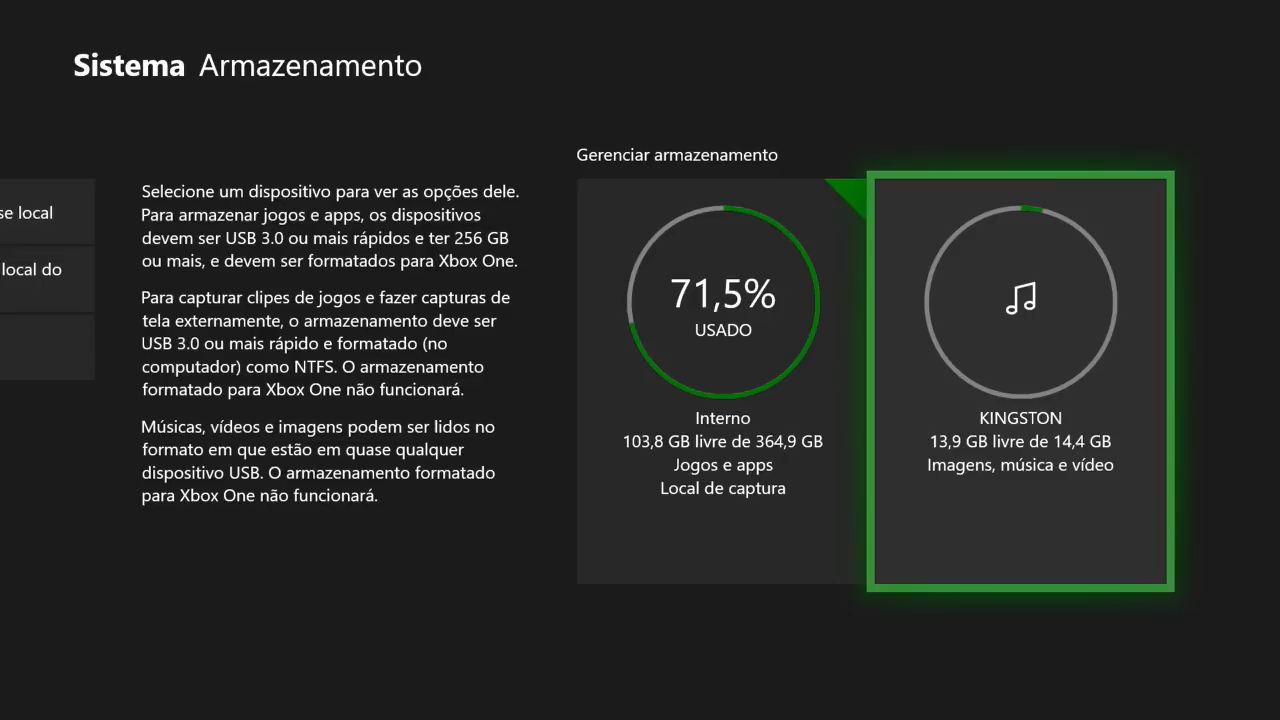 Sistema Armazenamento
se local
local do
Selecione um dispositivo para ver as opções dele.
Para armazenar jogos e apps, os dispositivos
devem ser USB 3.0 ou mais rápidos e ter 256 GB
ou mais, e devem ser formatados para Xbox One.
Para capturar clipes de jogos e fazer capturas de
tela externamente, o armazenamento deve ser
USB 3.0 ou mais rápido e formatado (no
computador) como NTFS. O armazenamento
formatado para Xbox One não funcionará.
Músicas, vídeos e imagens podem ser lidos no
formato em que estão em quase qualquer
dispositivo USB. O armazenamento formatado
para Xbox One não funcionará.
Gerenciar armazenamento
71,5%
USADO
Interno
103,8 GB livre de 364,9 GB
Jogos e apps
Local de captura
KINGSTON
13,9 GB livre de 14,4 GB
Imagens, música e vídeo